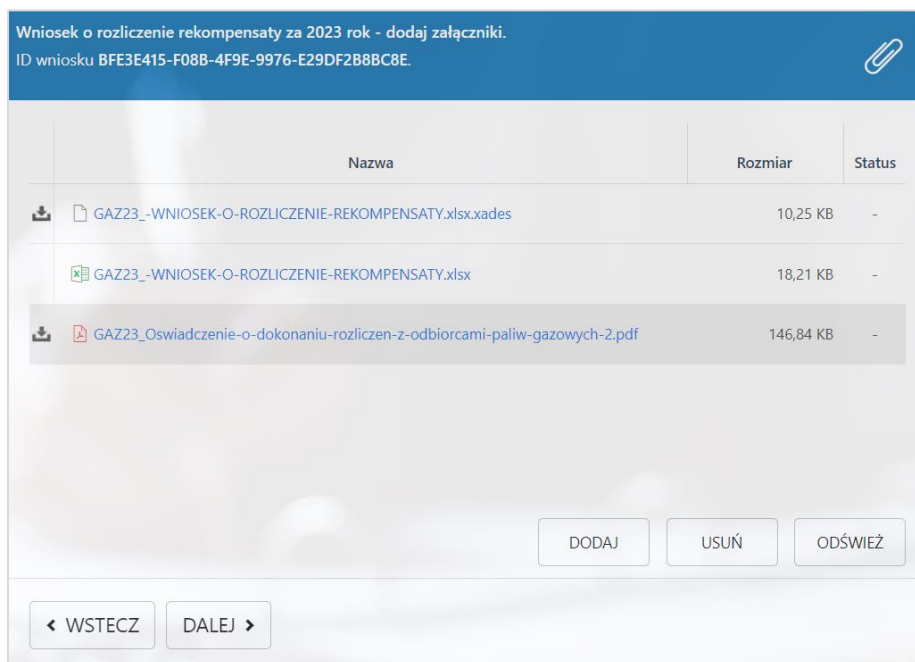 Wniosek o rozliczenie rekompensaty za 2023 rok - dodaj załączniki.
ID wniosku BFE3E415-F08B-4F9E-9976-E29DF2B8BC8E.
Nazwa Rozmiar Status
GAZ23_-WNIOSEK-O-ROZLICZENIE-REKOMPENSATY.xlsx.xades 10,25 KB -
GAZ23_-WNIOSEK-O-ROZLICZENIE-REKOMPENSATY.xlsx 18,21 KB -
GAZ23_Oswiadczenie-o-dokonaniu-rozliczen-z-odbiorcami-paliw-gazowych-2.pdf 146,84 KB -
DODAJ USUŃ ODŚWIEŻ
WSTECZ DALEJ